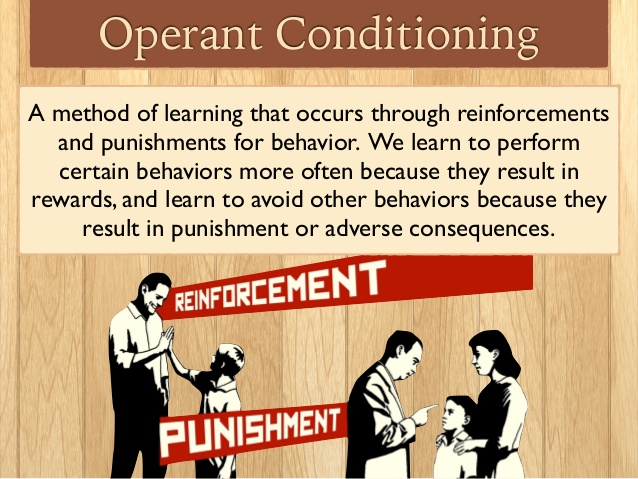 Operant Conditioning
A method of learning that occurs through reinforcements
and punishments for behavior. We learn to perform
certain behaviors more often because they result in
rewards, and learn to avoid other behaviors because they
result in punishment or adverse consequences.
REINFORCEMENT
PUNISHMENT